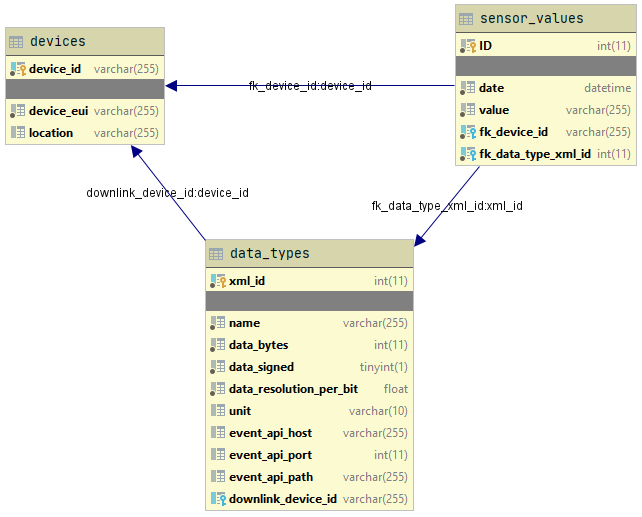 devices
device_id varchar(255)
device_eui varchar(255)
location varchar(255)
sensor_values
ID int(11)
date datetime
value varchar(255)
fk_device_id varchar(255)
fk_data_type_xml_id int(11)
fk_device_id:device_id
downlink_device_id:device_id
fk_data_type_xml_id:xml_id
data_types
xml_id int(11)
name varchar(255)
data_bytes int(11)
data_signed tinyint(1)
data_resolution_per_bit float
unit varchar(10)
event_api_host varchar(255)
event_api_port int(11)
event_api_path varchar(255)
downlink_device_id varchar(255)